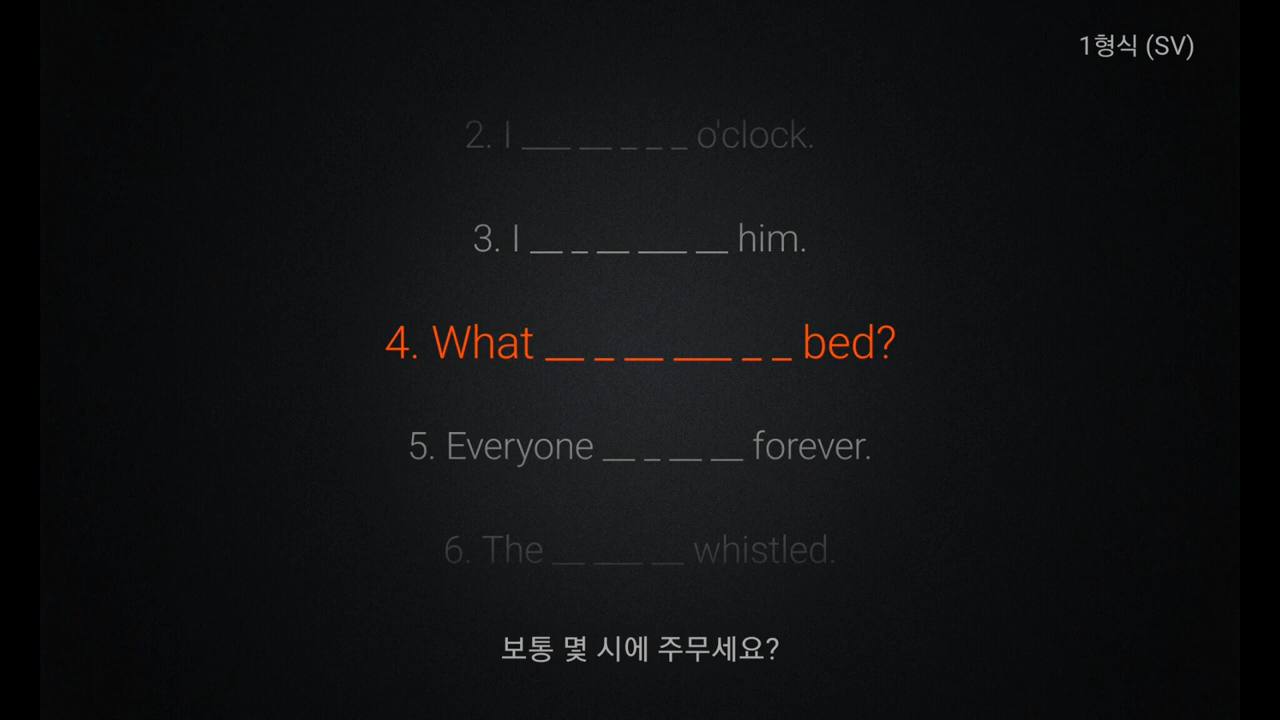 1형식 (SV)
2. I ___ __ _ _ _ o'clock.
3. I __ _ __ ___ __ him.
4. What __ _ __ ___ _ _ bed?
5. Everyone __ _ __ __ forever.
6. The __ ___ __ whistled.
보통 몇 시에 주무세요?